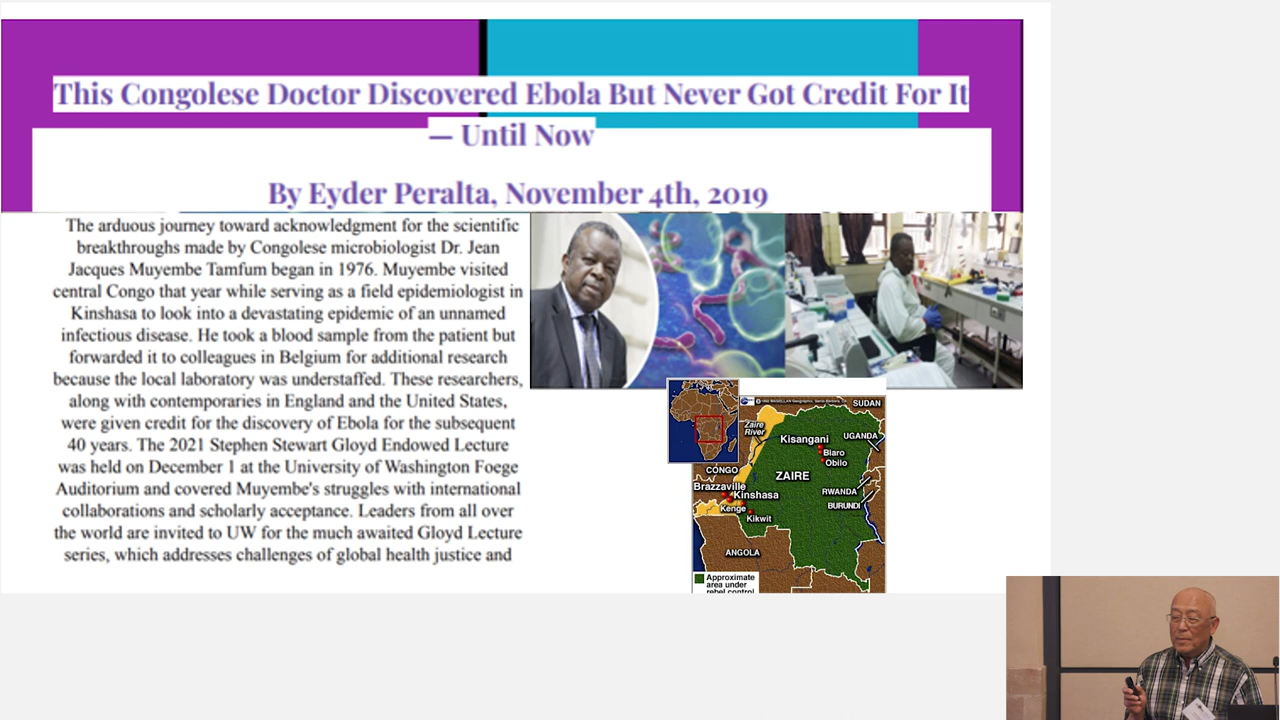 This Congolese Doctor Discovered Ebola But Never Got Credit For It
— Until Now
By Eyder Peralta, November 4th, 2019
The arduous journey toward acknowledgment for the scientific
breakthroughs made by Congolese microbiologist Dr. Jean
Jacques Muyembe Tamfum began in 1976. Muyembe visited
central Congo that year while serving as a field epidemiologist in
Kinshasa to look into a devastating epidemic of an unnamed
infectious disease. He took a blood sample from the patient but
forwarded it to colleagues in Belgium for additional research
because the local laboratory was understaffed. These researchers,
along with contemporaries in England and the United States,
were given credit for the discovery of Ebola for the subsequent
40 years. The 2021 Stephen Stewart Gloyd Endowed Lecture
was held on December 1 at the University of Washington Foege
Auditorium and covered Muyembe's struggles with international
collaborations and scholarly acceptance. Leaders from all over
the world are invited to UW for the much awaited Gloyd Lecture
series, which addresses challenges of global health justice and
SUDAN
Zaire
River
Kisangani
UGANDA
Biaro
Obilo
CONGO
ZAIRE
Brazzaville
Kinshasa
RWANDA
BURUNDI
Kenge
Kikwit
ANGOLA
Approximate
area under
rebel control